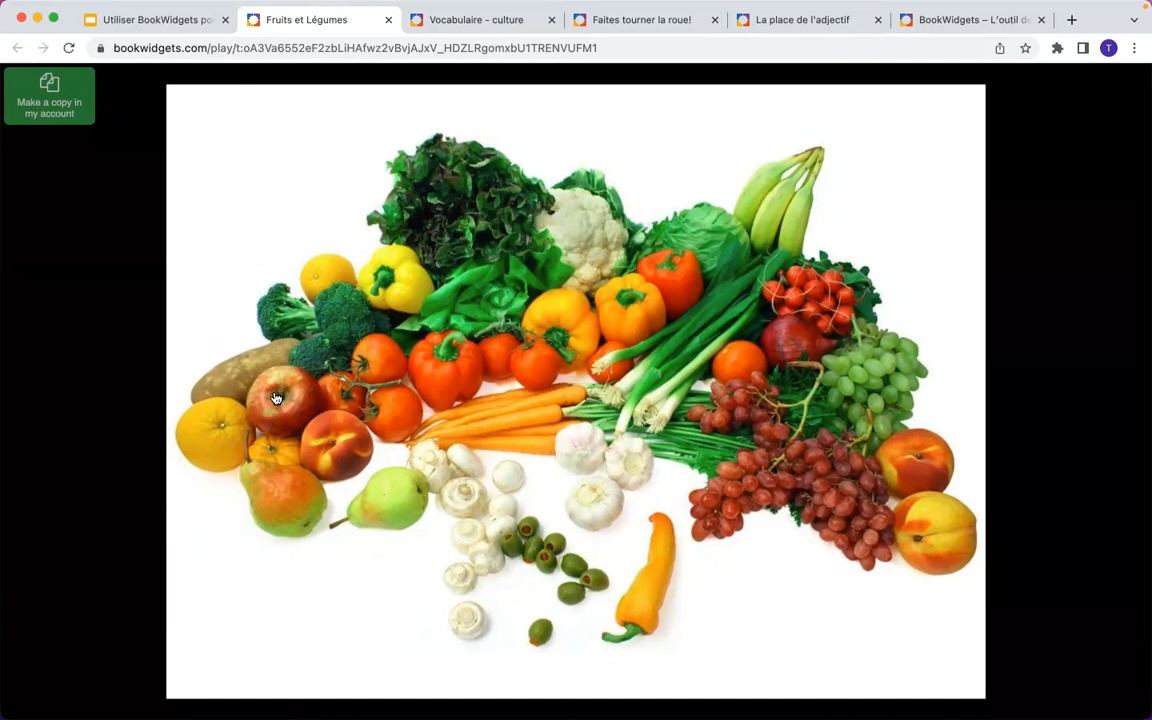 Utiliser BookWidgets po
Fruits et Légumes
Vocabulaire - culture
Faites tourner la roue!
La place de l'adjectif
BookWidgets – L'outil d
bookwidgets.com/play/t:oA3Va6552eF2zbLiHAfwz2vBvjAJxV_HDZLRgomxbU1TRENVUFM1
T
Make a copy in
my account